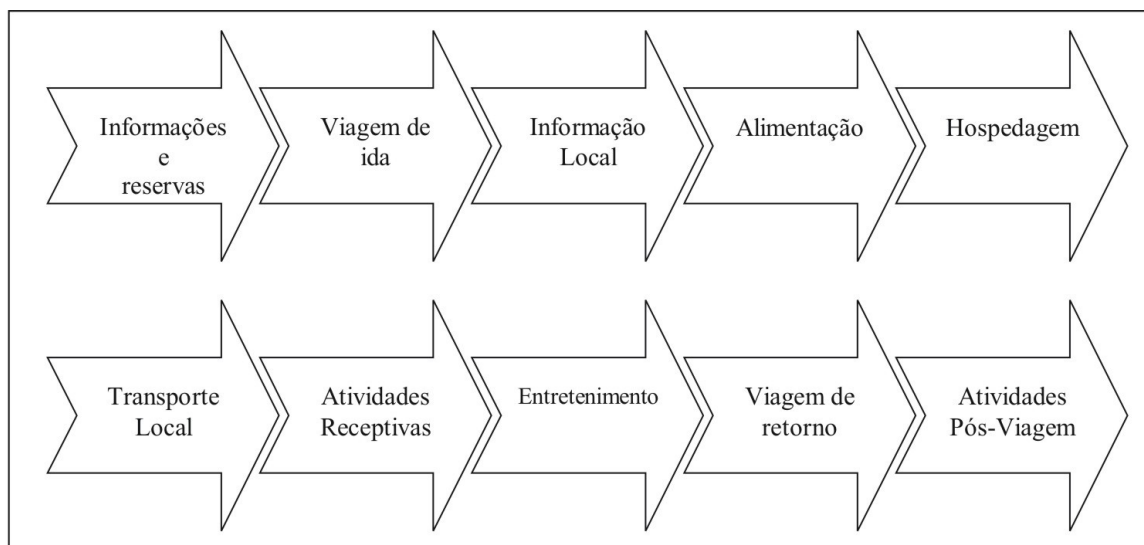 Informações
e
reservas
Viagem de
ida
Informação
Local
Alimentação
Hospedagem
Transporte
Local
Atividades
Receptivas
Entretenimento
Viagem de
retorno
Atividades
Pós-Viagem